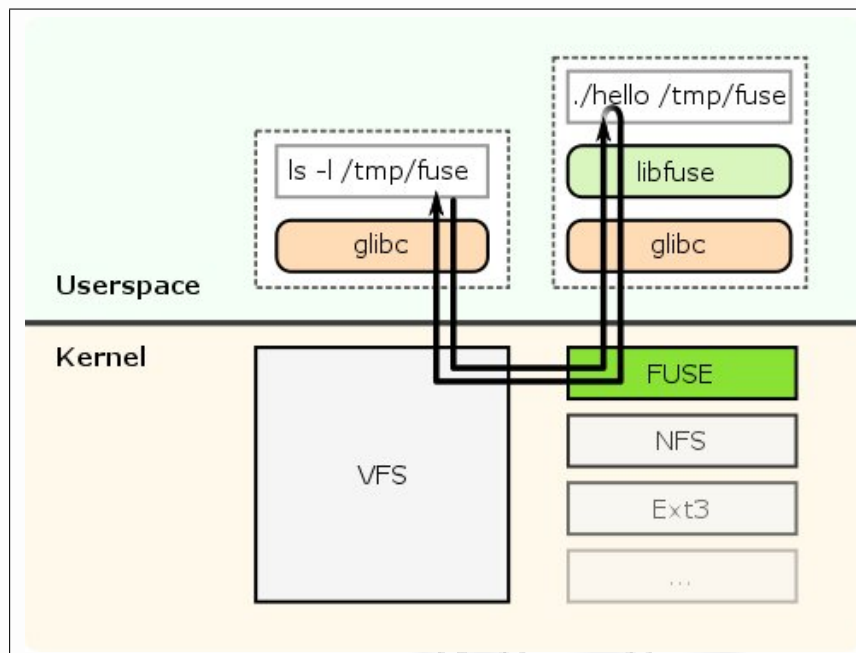 ./hello /tmp/fuse
ls -l /tmp/fuse
libfuse
glibc
glibc
Userspace
Kernel
FUSE
NFS
VFS
Ext3
...